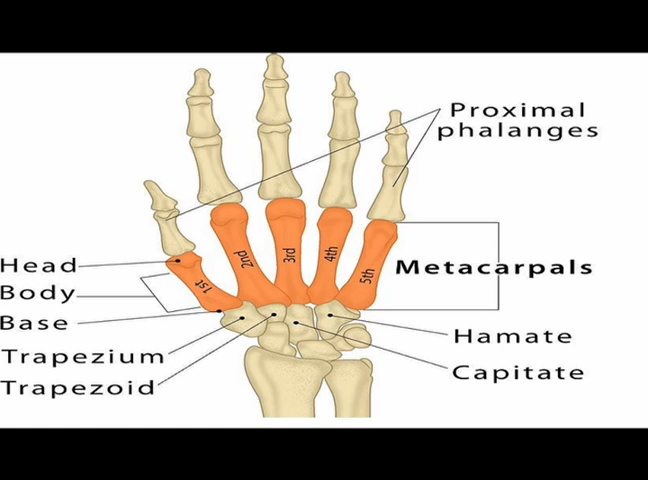 Proximal
phalanges
1st
2nd
3rd
4th
5th
Metacarpals
Head
Body
Base
Trapezium
Trapezoid
Hamate
Capitate